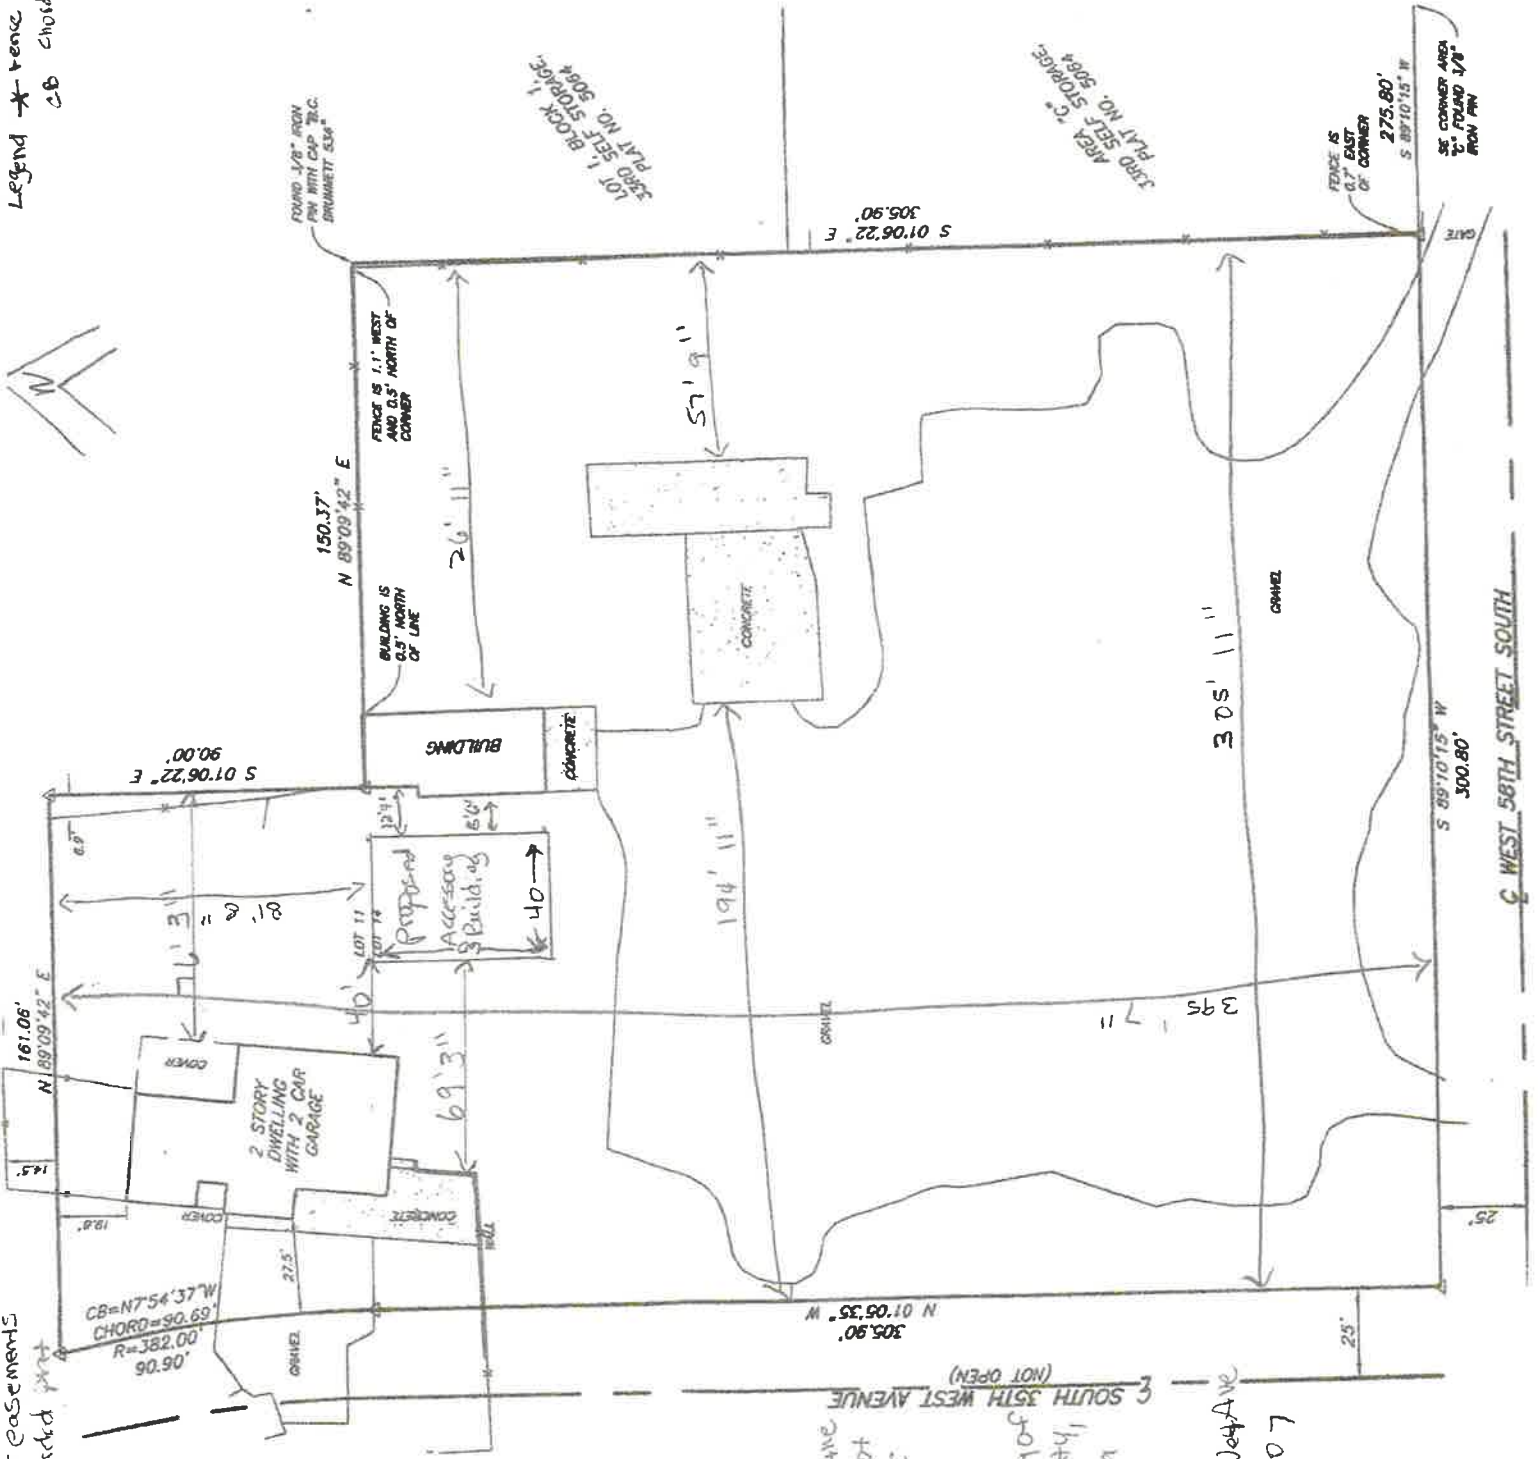 Legend
fence
CB
FOUND 3/8" IRON
PIN WITH CAP "B.C.
BRUMMETT 534"
LOT 1, BLOCK 1,
33RD SELF STORAGE,
PLAT NO. 5064
AREA "C"
33RD SELF STORAGE,
PLAT NO. 5064
N
FENCE IS
0.7' EAST
OF CORNER
275.80'
S 89°10'15" W
SE CORNER AREA
"C" FOUND 3/8"
IRON PIN
GATE
S 01°06'22" E
305.90'
150.37'
N 89°09'42" E
FENCE IS 1.1' WEST
AND 0.5' NORTH OF
CORNER
26' 11"
57' 9"
BUILDING IS
0.5' NORTH
OF LINE
BUILDING
CONCRETE
CONCRETE
S 01°06'22" E
90.00'
161.06'
N 89°09'42" E
6.9'
76' 3"
81' 8"
12'4"
8'6"
LOT 11
LOT 14
Proposed
Accessory
Building
40
40'
69'3"
194' 11"
395' 7"
305' 11"
GRAVEL
GRAVEL
COVER
2 STORY
DWELLING
WITH 2 CAR
GARAGE
14.5'
19.8'
COVER
CONCRETE
27.5'
GRAVEL
CB=N7°54'37"W
CHORD=90.69'
R=382.00'
90.90'
easements
N 01°05'35" W
305.90'
S 89°10'15" W
300.80'
25'
25'
℄ WEST 58TH STREET SOUTH
℄ SOUTH 35TH WEST AVENUE
(NOT OPEN)
Ave
07